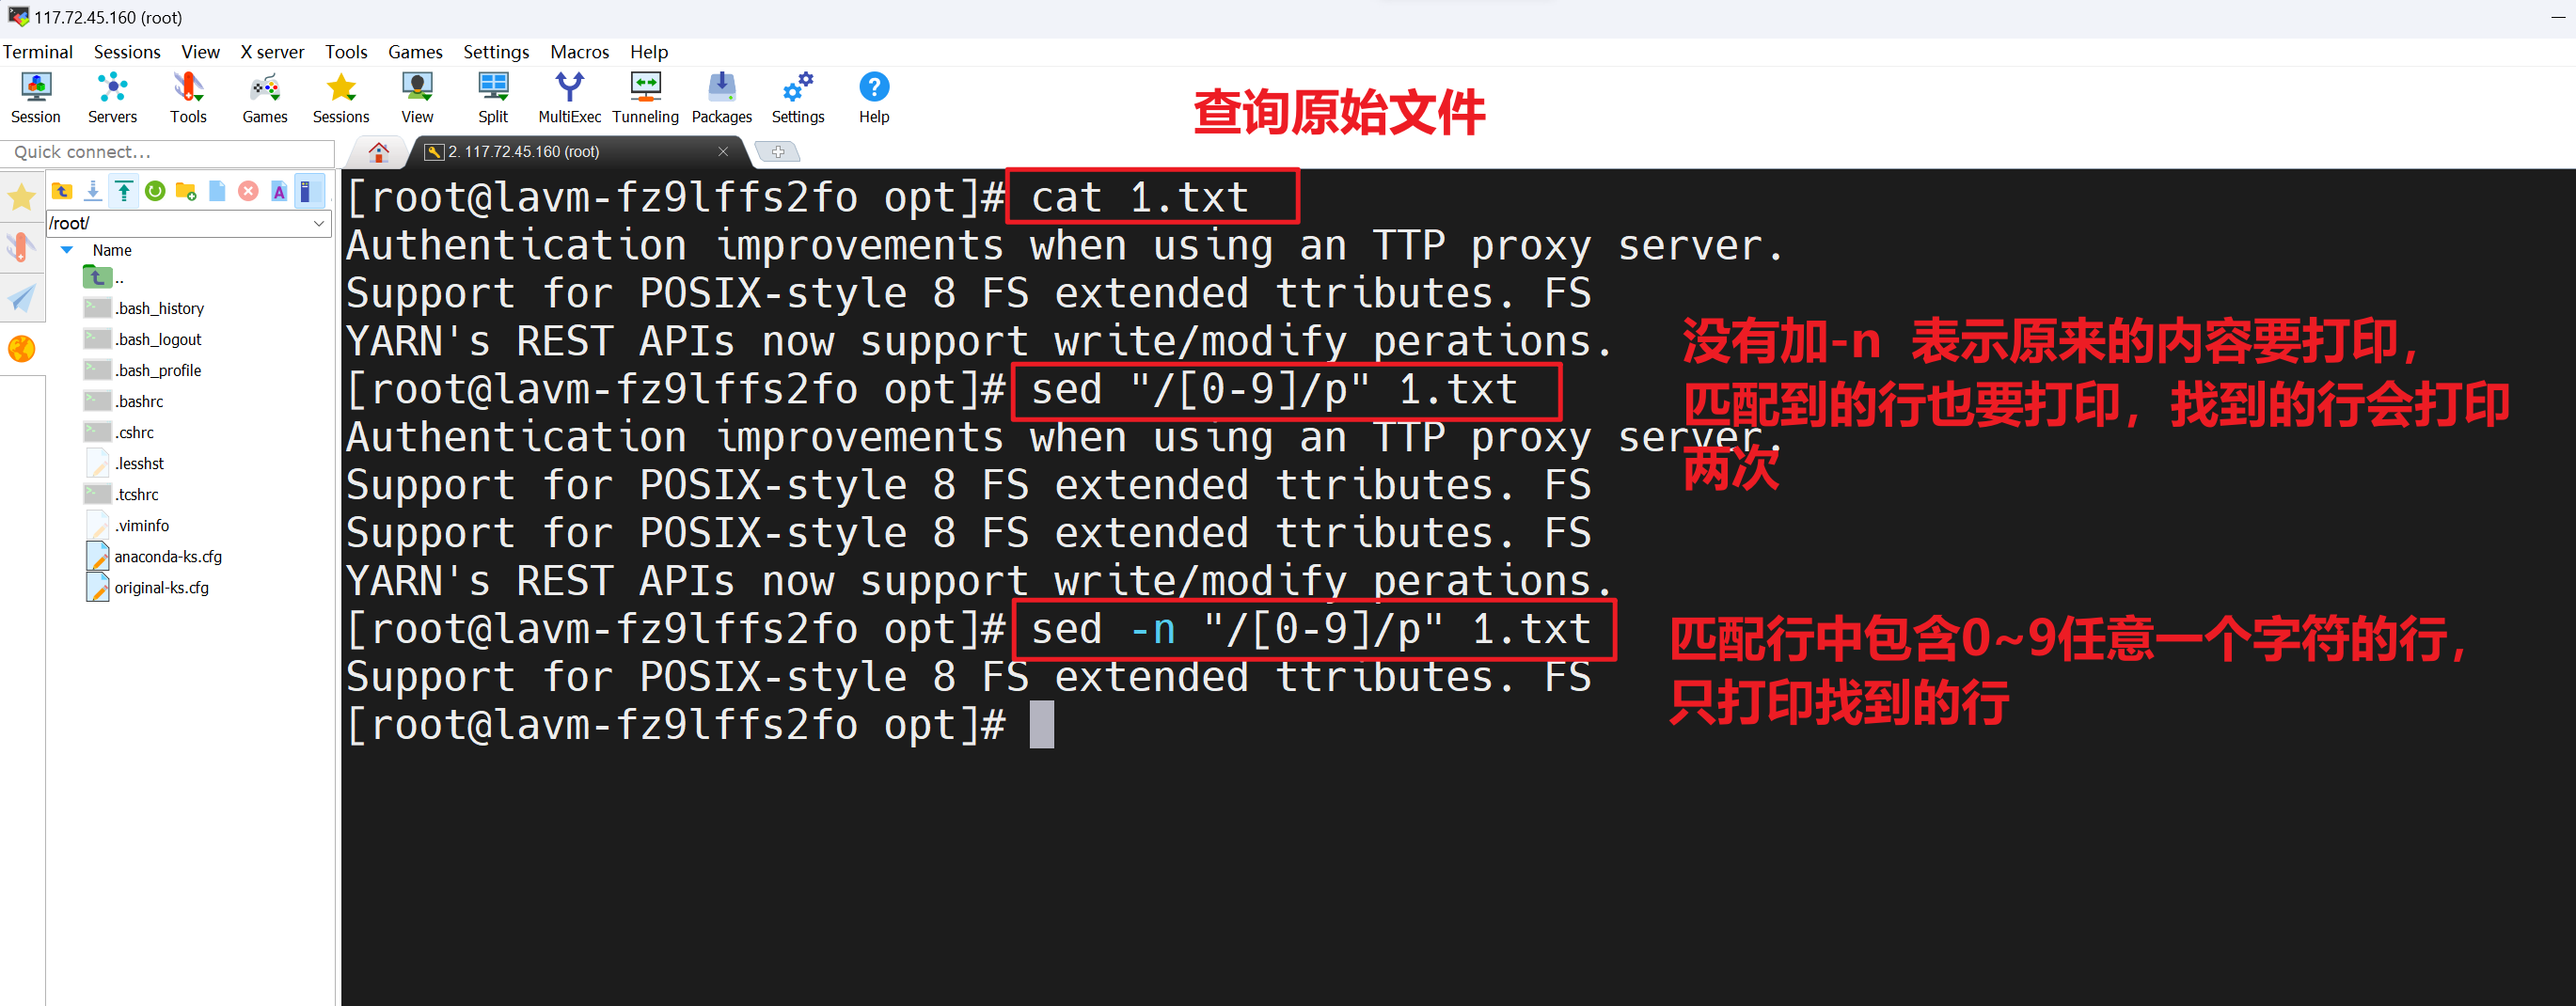 117.72.45.160 (root)
Terminal Sessions View X server Tools Games Settings Macros Help
Session Servers Tools Games Sessions View Split MultiExec Tunneling Packages Settings Help
查询原始文件
Quick connect...
2. 117.72.45.160 (root)
/root/
Name
..
.bash_history
.bash_logout
.bash_profile
.bashrc
.cshrc
.lesshst
.tcshrc
.viminfo
anaconda-ks.cfg
original-ks.cfg
[root@lavm-fz9lffs2fo opt]# cat 1.txt
Authentication improvements when using an TTP proxy server.
Support for POSIX-style 8 FS extended ttributes. FS
YARN's REST APIs now support write/modify perations.
[root@lavm-fz9lffs2fo opt]# sed "/[0-9]/p" 1.txt
Authentication improvements when using an TTP proxy server.
Support for POSIX-style 8 FS extended ttributes. FS
Support for POSIX-style 8 FS extended ttributes. FS
YARN's REST APIs now support write/modify perations.
[root@lavm-fz9lffs2fo opt]# sed -n "/[0-9]/p" 1.txt
Support for POSIX-style 8 FS extended ttributes. FS
[root@lavm-fz9lffs2fo opt]#
没有加-n 表示原来的内容要打印，
匹配到的行也要打印，找到的行会打印
两次
匹配行中包含0~9任意一个字符的行，
只打印找到的行